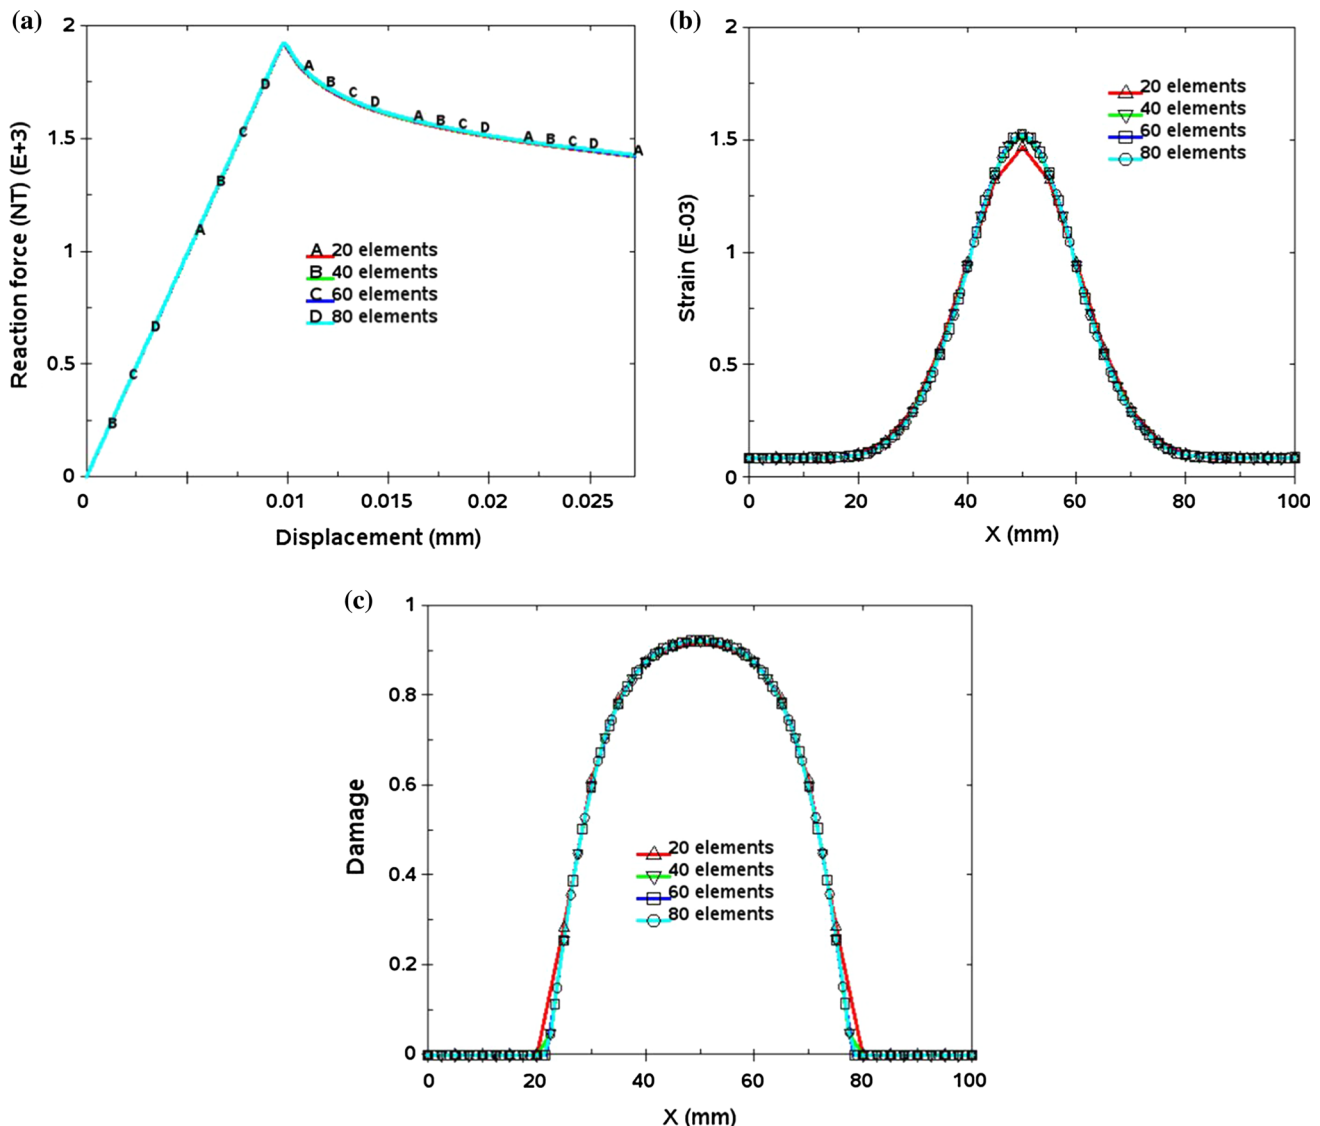 (a)
2
1.5
1
0.5
0
Reaction force (NT) (E+3)
D
C
B
A
D
C
B
A
B
C
D
A
B
C
D
A
B
C
D
A
A 20 elements
B 40 elements
C 60 elements
D 80 elements
0
0.01
0.015
0.02
0.025
Displacement (mm)
(b)
2
1.5
1
0.5
0
Strain (E-03)
20 elements
40 elements
60 elements
80 elements
0
20
40
60
80
100
X (mm)
(c)
1
0.8
0.6
0.4
0.2
0
Damage
20 elements
40 elements
60 elements
80 elements
0
20
40
60
80
100
X (mm)